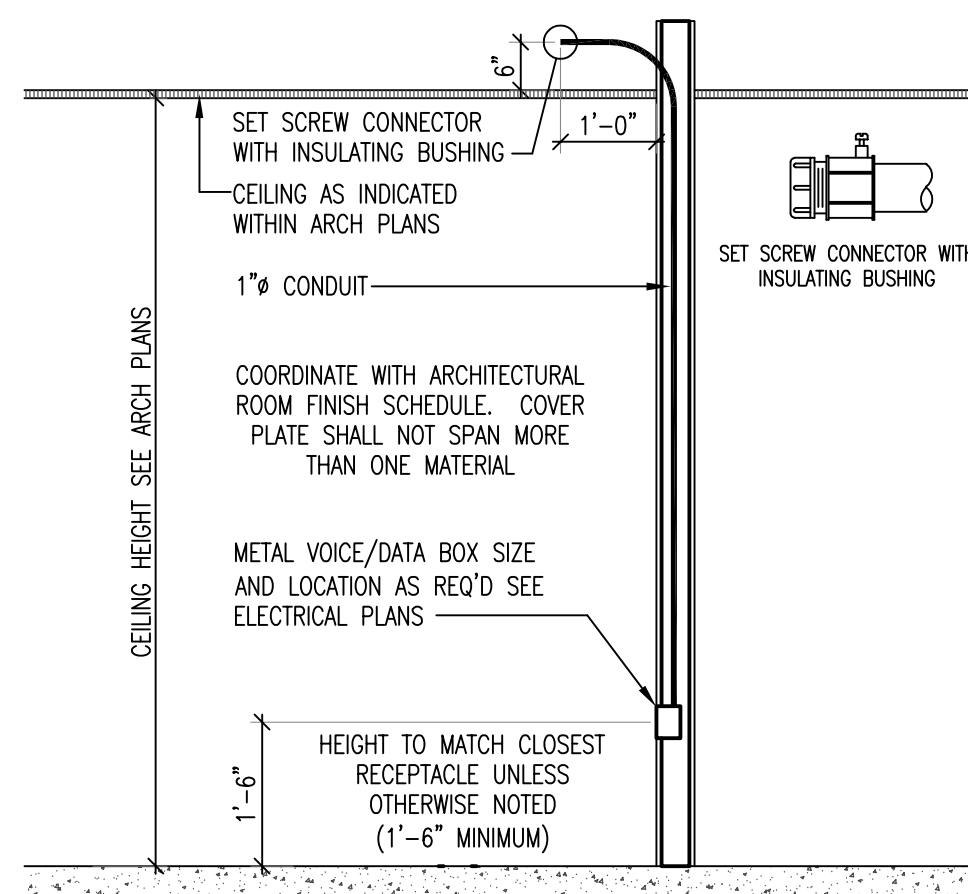 6"
1'-0"
SET SCREW CONNECTOR
WITH INSULATING BUSHING
CEILING AS INDICATED
WITHIN ARCH PLANS
SET SCREW CONNECTOR WITH
INSULATING BUSHING
1"ø CONDUIT
CEILING HEIGHT SEE ARCH PLANS
COORDINATE WITH ARCHITECTURAL
ROOM FINISH SCHEDULE. COVER
PLATE SHALL NOT SPAN MORE
THAN ONE MATERIAL
METAL VOICE/DATA BOX SIZE
AND LOCATION AS REQ'D SEE
ELECTRICAL PLANS
1'-6"
HEIGHT TO MATCH CLOSEST
RECEPTACLE UNLESS
OTHERWISE NOTED
(1'-6" MINIMUM)